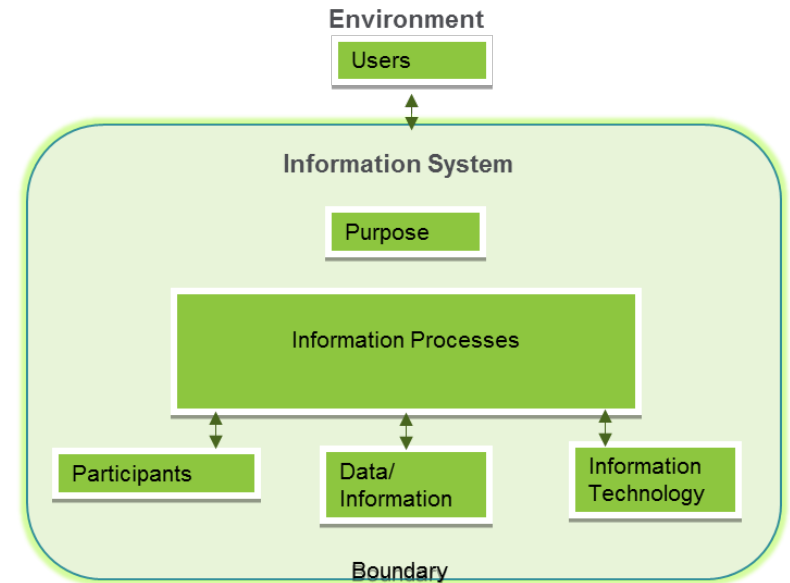 Environment
Users
Information System
Purpose
Information Processes
Participants
Data/
Information
Information
Technology
Boundary